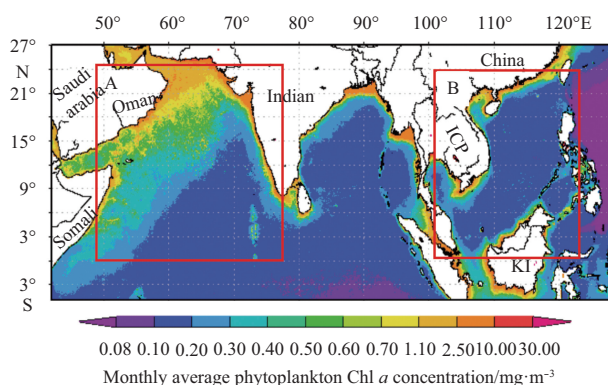 50° 60° 70° 80° 90° 100° 110° 120°E
27°
N
21°
15°
9°
3°
3°
S
Saudi
arabia
A
Oman
Somali
Indian
China
B
ICP
KI
0.08 0.10 0.20 0.30 0.40 0.50 0.60 0.70 1.10 2.50 10.00 30.00
Monthly average phytoplankton Chl a concentration/mg·m⁻³